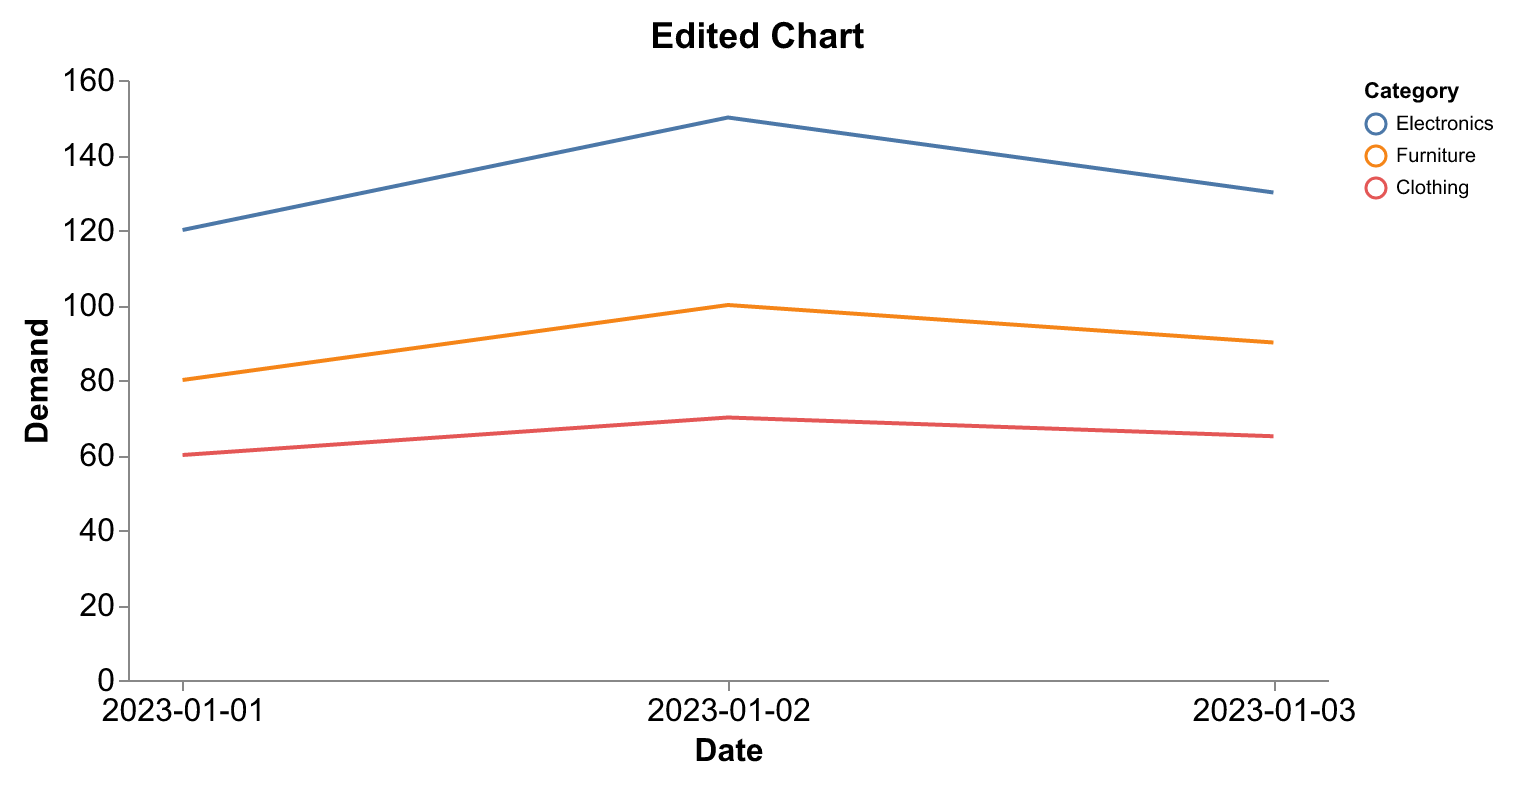 Edited Chart
160
140
120
100
80
60
40
20
0
Demand
2023-01-01 2023-01-02 2023-01-03
Date
Category
Electronics
Furniture
Clothing